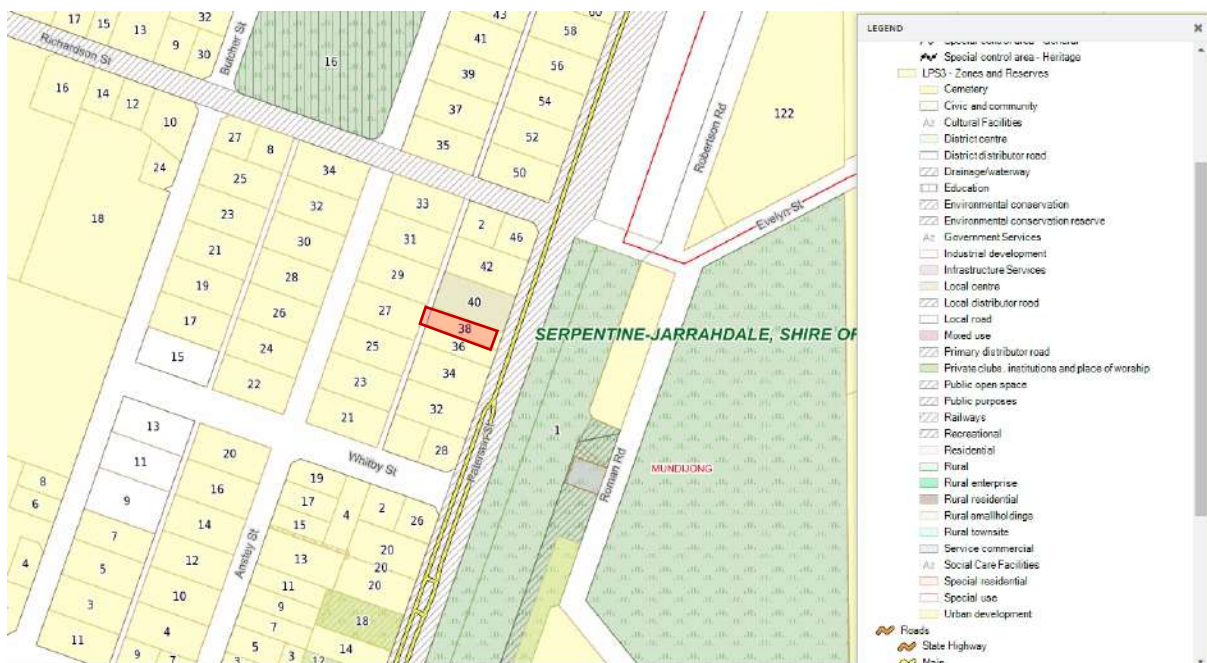 17
15
13
9
32
30
Butcher St
Richardson St
16
43
41
39
37
35
60
58
56
54
52
50
Robertson Rd
122
Evelyn St
16
14
12
10
24
18
27
8
25
23
21
19
17
15
34
32
30
28
26
24
22
33
31
29
27
25
23
21
2
46
42
40
38
36
34
32
28
SERPENTINE-JARRAHDALE, SHIRE OF
1
MUNDIJONG
Roman Rd
Paterson St
Whitby St
13
11
9
7
5
3
11
8
6
4
20
16
14
12
10
4
9
7
Anstey St
19
17
15
13
11
9
7
5
3
4
2
26
20
20
20
18
14
12
3
LEGEND
Special control area - General
Special control area - Heritage
LPS3 - Zones and Reserves
Cemetery
Civic and community
Az Cultural Facilities
District centre
District distributor road
Drainage/waterway
Education
Environmental conservation
Environmental conservation reserve
Az Government Services
Industrial development
Infrastructure Services
Local centre
Local distributor road
Local road
Mixed use
Primary distributor road
Private clubs, institutions and place of worship
Public open space
Public purposes
Railways
Recreational
Residential
Rural
Rural enterprise
Rural residential
Rural smallholdings
Rural townsite
Service commercial
Az Social Care Facilities
Special residential
Special use
Urban development
Roads
State Highway
Main